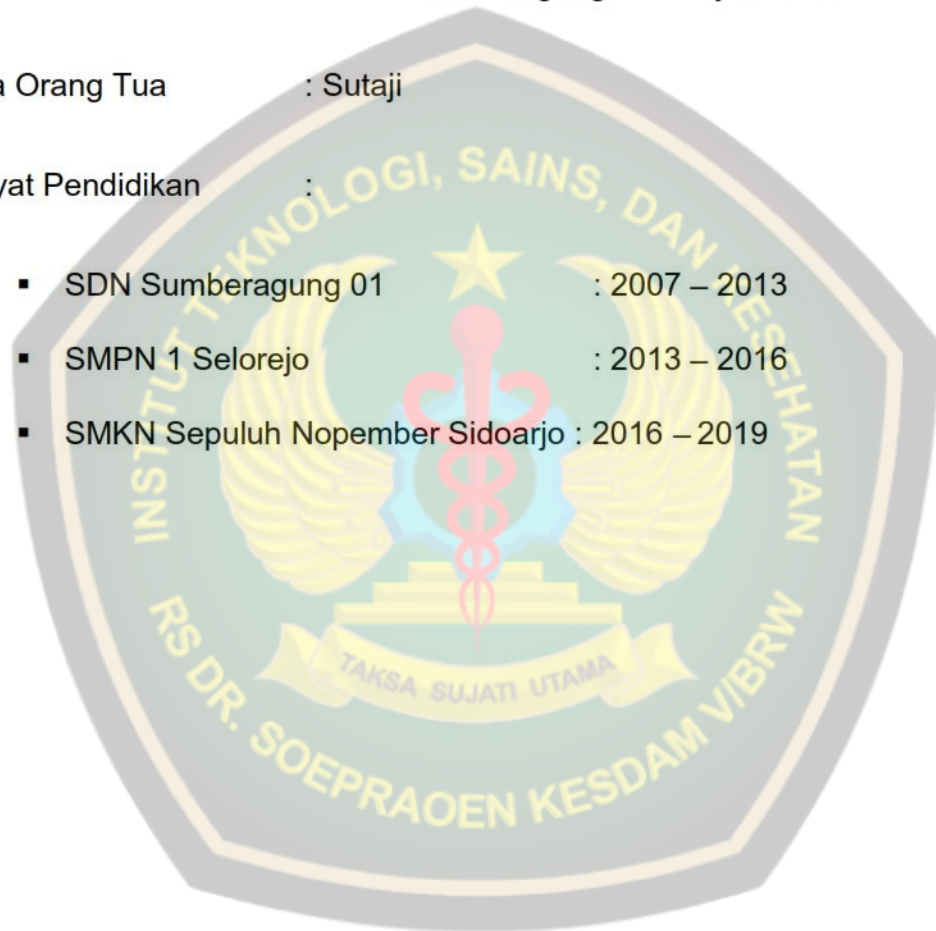 a Orang Tua : Sutaji
yat Pendidikan :
▪ SDN Sumberagung 01 : 2007 – 2013
▪ SMPN 1 Selorejo : 2013 – 2016
▪ SMKN Sepuluh Nopember Sidoarjo : 2016 – 2019
INSTITUT TEKNOLOGI, SAINS, DAN KESEHATAN
TAKSA SUJATI UTAMA
RS DR. SOEPRAOEN KESDAM V/BRW